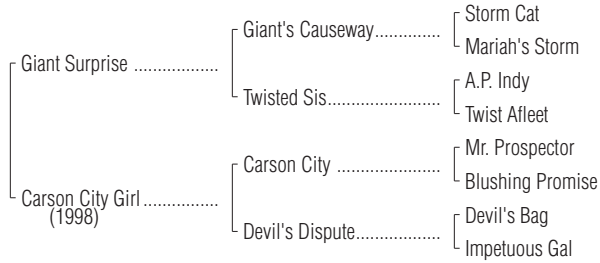 Storm Cat
Giant's Causeway...............
Mariah's Storm
Giant Surprise ..................
A.P. Indy
Twisted Sis........................
Twist Afleet
Mr. Prospector
Carson City ......................
Blushing Promise
Carson City Girl ................
(1998)
Devil's Bag
Devil's Dispute..................
Impetuous Gal